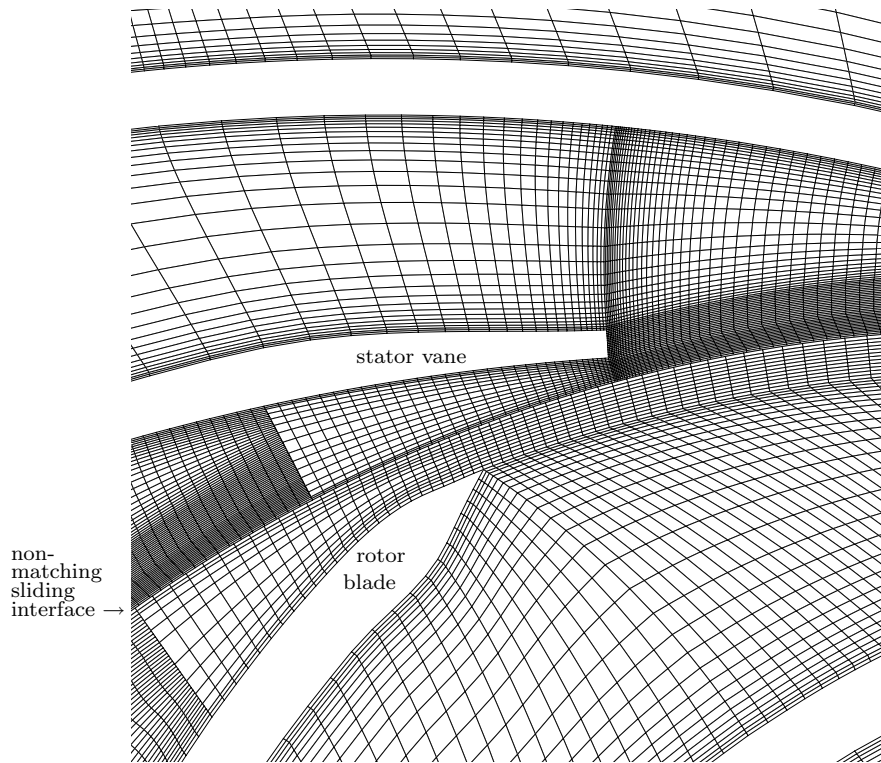 stator vane
rotor
blade
non-
matching
sliding
interface →